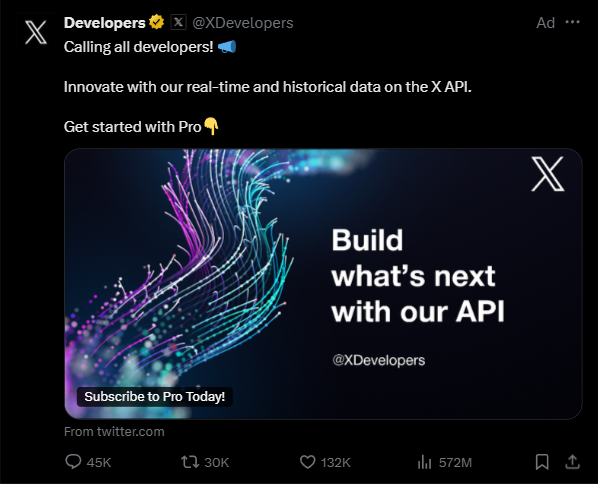 Developers @XDevelopers Ad
Calling all developers! 📣
Innovate with our real-time and historical data on the X API.
Get started with Pro👇
Build
what's next
with our API
@XDevelopers
Subscribe to Pro Today!
From twitter.com
45K 30K 132K 572M